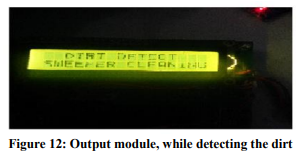 DIRT DETECT
SWEEPER CLEANING
Figure 12: Output module, while detecting the dirt